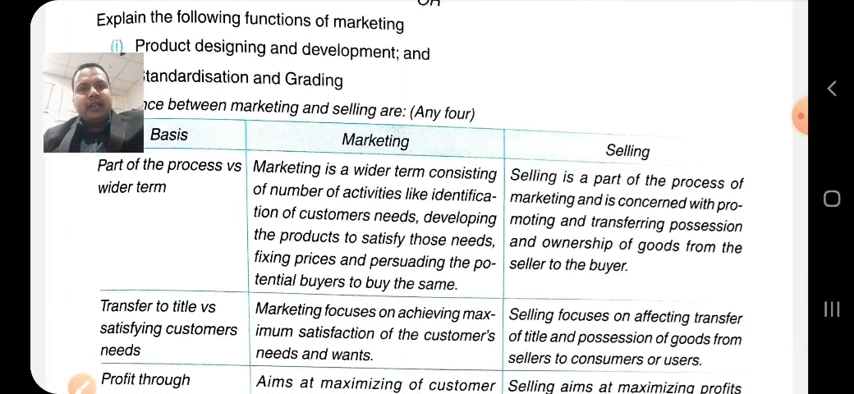 OR
Explain the following functions of marketing
(i) Product designing and development; and
Standardisation and Grading
nce between marketing and selling are: (Any four)
Basis
Marketing
Selling
Part of the process vs
wider term
Marketing is a wider term consisting
of number of activities like identifica-
tion of customers needs, developing
the products to satisfy those needs,
fixing prices and persuading the po-
tential buyers to buy the same.
Selling is a part of the process of
marketing and is concerned with pro-
moting and transferring possession
and ownership of goods from the
seller to the buyer.
Transfer to title vs
satisfying customers
needs
Marketing focuses on achieving max-
imum satisfaction of the customer's
needs and wants.
Selling focuses on affecting transfer
of title and possession of goods from
sellers to consumers or users.
Profit through
Aims at maximizing of customer
Selling aims at maximizing profits